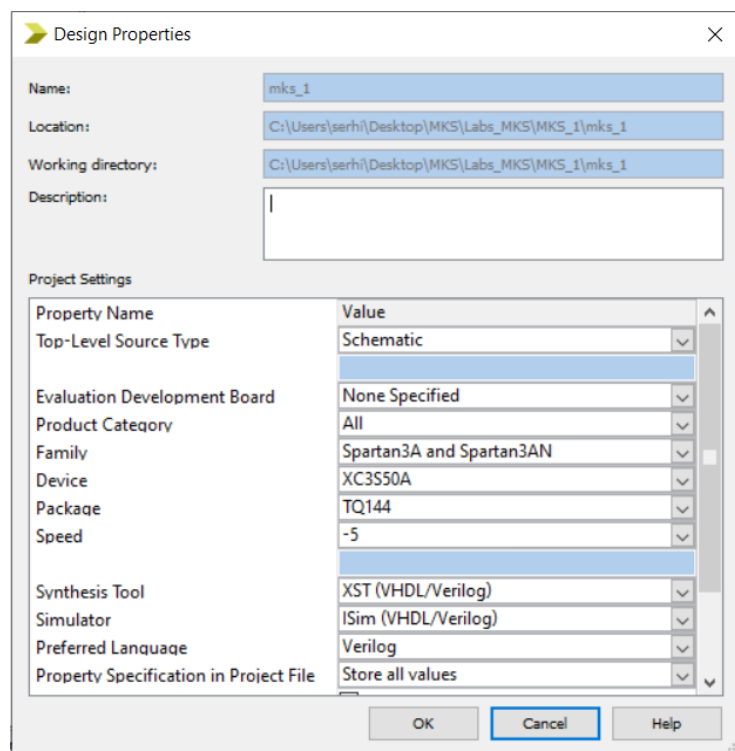 Design Properties
Name: mks_1
Location: C:\Users\serhi\Desktop\MKS\Labs_MKS\MKS_1\mks_1
Working directory: C:\Users\serhi\Desktop\MKS\Labs_MKS\MKS_1\mks_1
Description:
Project Settings
Property Name Value
Top-Level Source Type Schematic
Evaluation Development Board None Specified
Product Category All
Family Spartan3A and Spartan3AN
Device XC3S50A
Package TQ144
Speed -5
Synthesis Tool XST (VHDL/Verilog)
Simulator ISim (VHDL/Verilog)
Preferred Language Verilog
Property Specification in Project File Store all values
OK Cancel Help